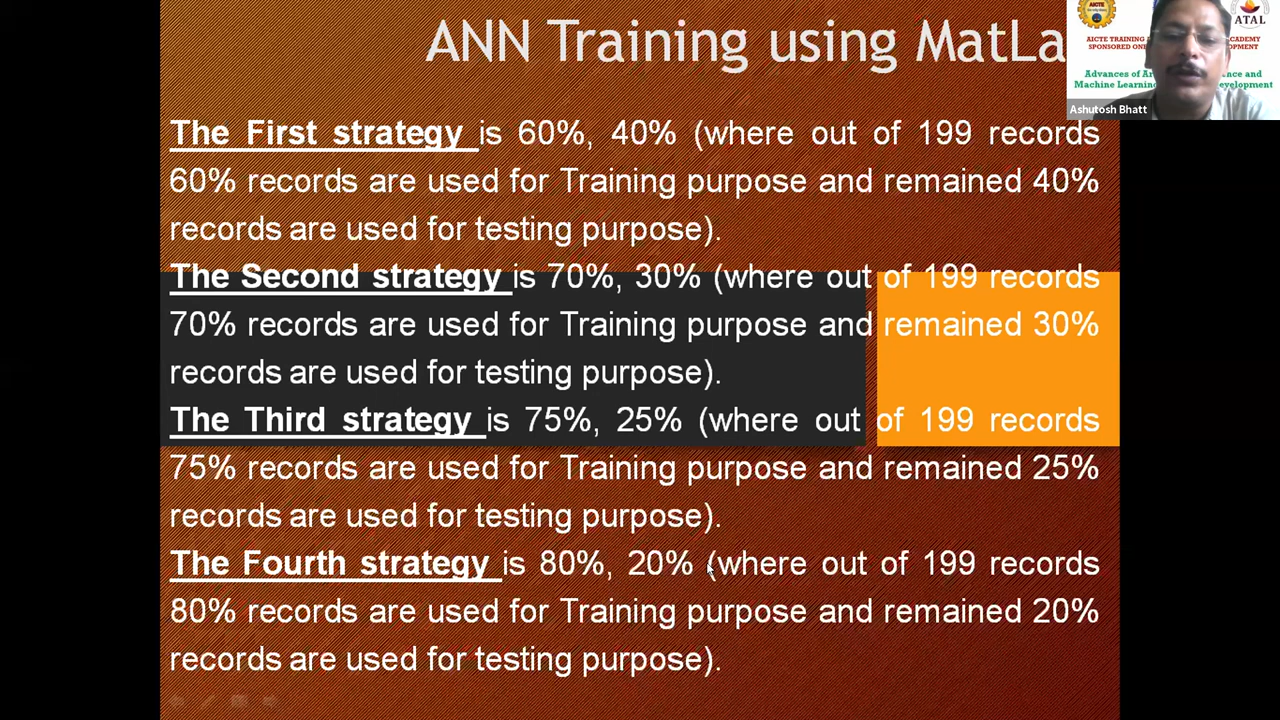 ANN Training using MatLa
ATAL
AICTE TRAINING
SPONSORED ONL
Ashutosh Bhatt
The First strategy is 60%, 40% (where out of 199 records
60% records are used for Training purpose and remained 40%
records are used for testing purpose).
The Second strategy is 70%, 30% (where out of 199 records
70% records are used for Training purpose and remained 30%
records are used for testing purpose).
The Third strategy is 75%, 25% (where out of 199 records
75% records are used for Training purpose and remained 25%
records are used for testing purpose).
The Fourth strategy is 80%, 20% (where out of 199 records
80% records are used for Training purpose and remained 20%
records are used for testing purpose).